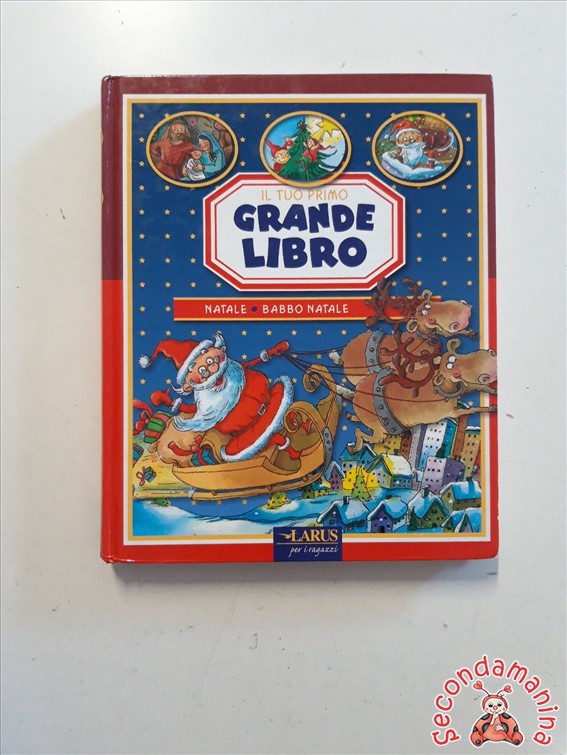 IL TUO PRIMO
GRANDE
LIBRO
NATALE • BABBO NATALE
LARUS
per i ragazzi
Secondamanina